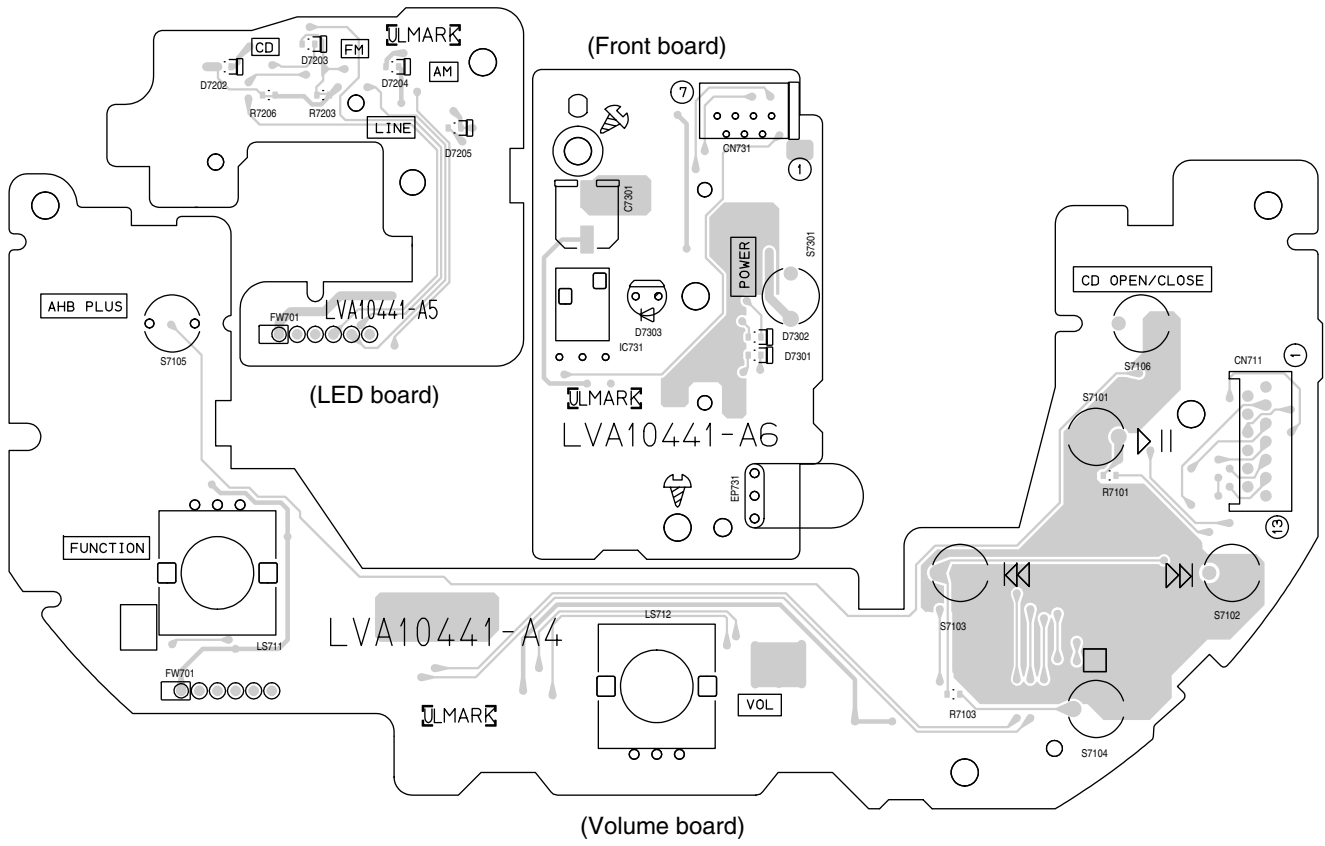 CD
D7203
FM
ULMARK
D7202
D7204
AM
R7206
R7203
LINE
D7205
FW701
LVA10441-A5
(LED board)
(Front board)
7
CN731
1
C7301
S7301
POWER
D7303
IC731
D7302
D7301
ULMARK
LVA10441-A6
EP731
AHB PLUS
S7105
FUNCTION
LS711
FW701
LVA10441-A4
ULMARK
LS712
VOL
CD OPEN/CLOSE
S7106
1
CN711
S7101
R7101
13
S7103
S7102
R7103
S7104
(Volume board)